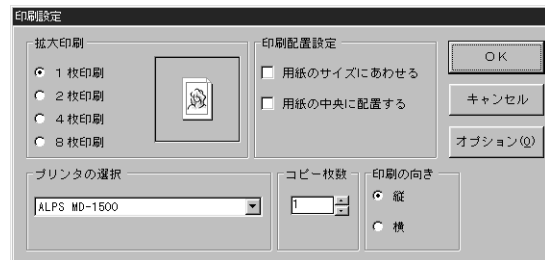 印刷設定
拡大印刷
1 枚印刷
2 枚印刷
4 枚印刷
8 枚印刷
印刷配置設定
用紙のサイズにあわせる
用紙の中央に配置する
OK
キャンセル
オプション(O)
プリンタの選択
ALPS MD-1500
コピー枚数
1
印刷の向き
縦
横